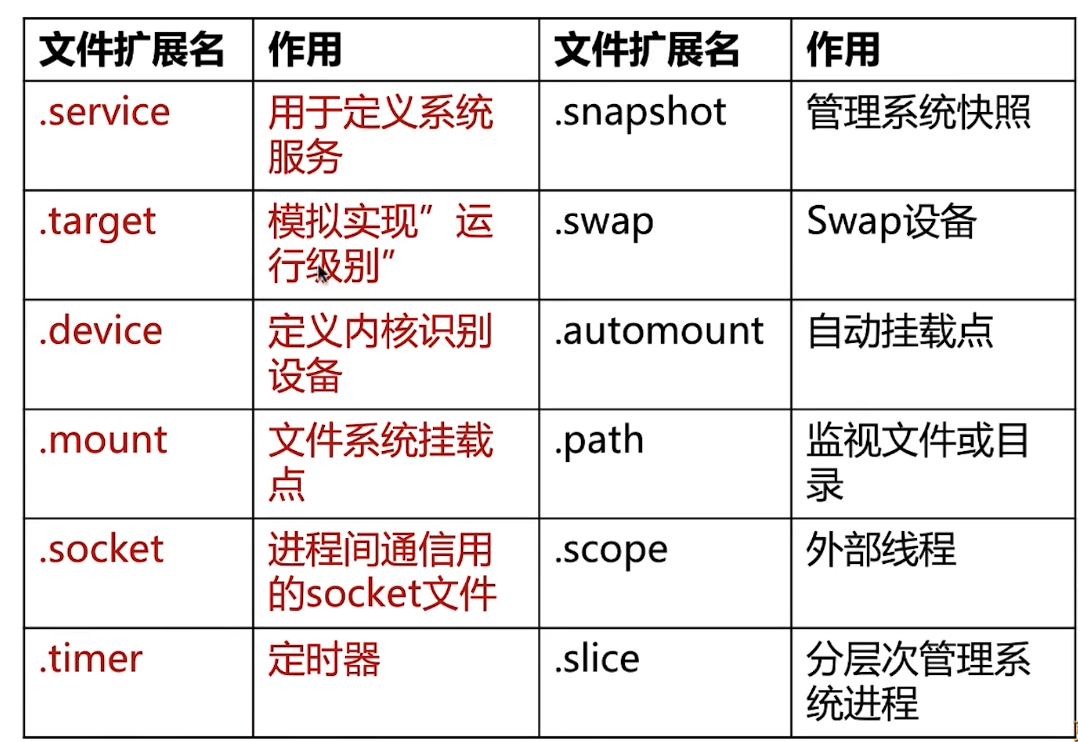 文件扩展名 作用 文件扩展名 作用
.service 用于定义系统 .snapshot 管理系统快照
服务
.target 模拟实现”运 .swap Swap设备
行级别”
.device 定义内核识别 .automount 自动挂载点
设备
.mount 文件系统挂载 .path 监视文件或目
点 录
.socket 进程间通信用 .scope 外部线程
的socket文件
.timer 定时器 .slice 分层次管理系
统进程